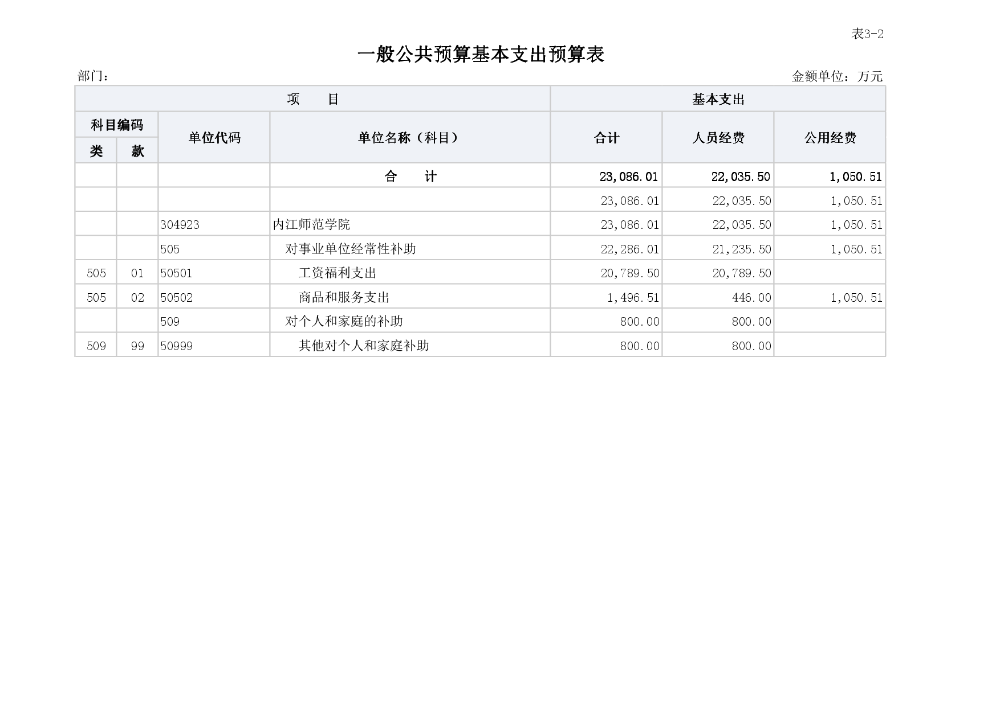 表3-2
一般公共预算基本支出预算表
部门： 金额单位：万元
项 目 基本支出
科目编码 单位代码 单位名称（科目） 合计 人员经费 公用经费
类 款
合 计 23,086.01 22,035.50 1,050.51
23,086.01 22,035.50 1,050.51
304923 内江师范学院 23,086.01 22,035.50 1,050.51
505 对事业单位经常性补助 22,286.01 21,235.50 1,050.51
505 01 50501 工资福利支出 20,789.50 20,789.50
505 02 50502 商品和服务支出 1,496.51 446.00 1,050.51
509 对个人和家庭的补助 800.00 800.00
509 99 50999 其他对个人和家庭补助 800.00 800.00